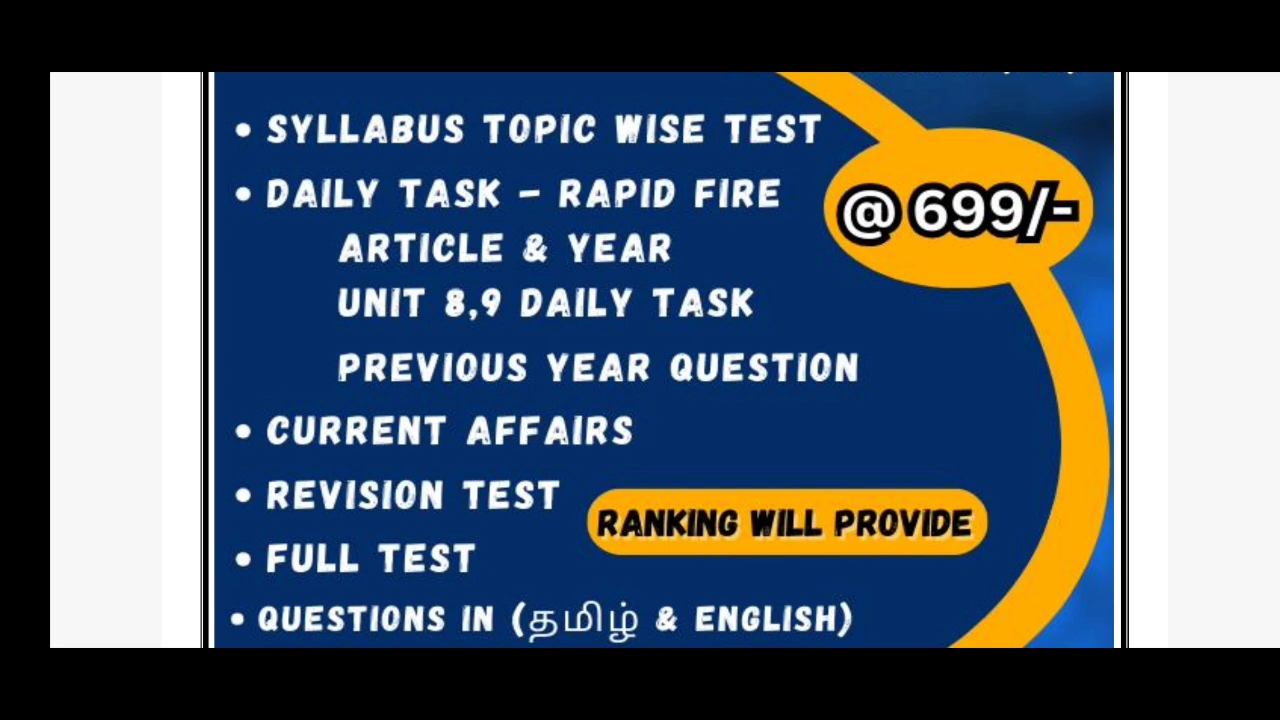 • SYLLABUS TOPIC WISE TEST
• DAILY TASK – RAPID FIRE
@ 699/-
ARTICLE & YEAR
UNIT 8,9 DAILY TASK
PREVIOUS YEAR QUESTION
• CURRENT AFFAIRS
• REVISION TEST
RANKING WILL PROVIDE
• FULL TEST
• QUESTIONS IN (தமிழ் & ENGLISH)